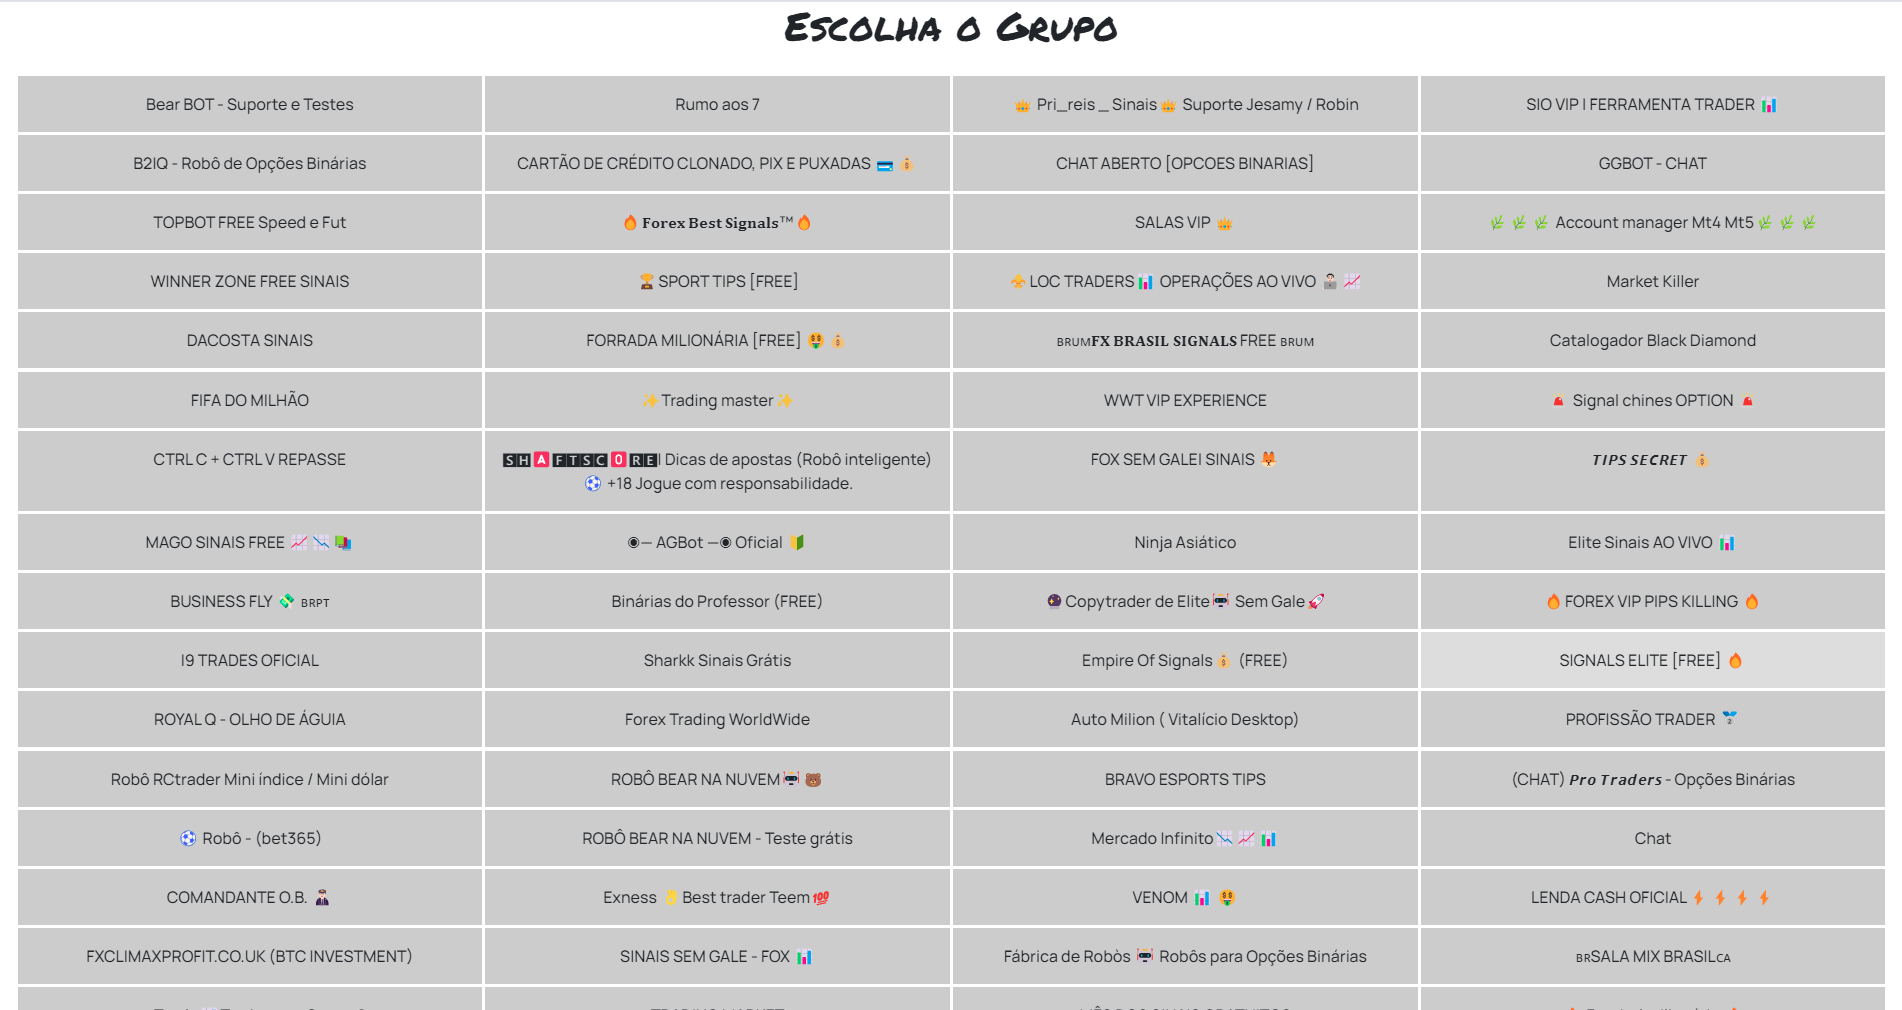 Escolha o Grupo
Bear BOT - Suporte e Testes
Rumo aos 7
👑 Pri_reis _ Sinais 👑 Suporte Jesamy / Robin
SIO VIP | FERRAMENTA TRADER 📊
B2IQ - Robô de Opções Binárias
CARTÃO DE CRÉDITO CLONADO, PIX E PUXADAS 💳 💰
CHAT ABERTO [OPCOES BINARIAS]
GGBOT - CHAT
TOPBOT FREE Speed e Fut
🔥 𝐅𝐨𝐫𝐞𝐱 𝐁𝐞𝐬𝐭 𝐒𝐢𝐠𝐧𝐚𝐥𝐬™ 🔥
SALAS VIP 👑
🌿 🌿 🌿 Account manager Mt4 Mt5 🌿 🌿 🌿
WINNER ZONE FREE SINAIS
🏆 SPORT TIPS [FREE]
⚜️ LOC TRADERS 📊 OPERAÇÕES AO VIVO 👨🏻‍💻 📈
Market Killer
DACOSTA SINAIS
FORRADA MILIONÁRIA [FREE] 🤑 💰
BRUM𝐅𝐗 𝐁𝐑𝐀𝐒𝐈𝐋 𝐒𝐈𝐆𝐍𝐀𝐋𝐒 FREE BRUM
Catalogador Black Diamond
FIFA DO MILHÃO
✨ Trading master ✨
WWT VIP EXPERIENCE
🚨 Signal chines OPTION 🚨
CTRL C + CTRL V REPASSE
🆂🅷🅰️🅵🆃🆂🅲🅾️🆁🅴| Dicas de apostas (Robô inteligente)
⚽ +18 Jogue com responsabilidade.
FOX SEM GALE| SINAIS 🦊
𝙏𝙄𝙋𝙎 𝙎𝙀𝘾𝙍𝙀𝙏 💰
MAGO SINAIS FREE 📈 📉 📚
◉— AGBot —◉ Oficial 🔰
Ninja Asiático
Elite Sinais AO VIVO 📊
BUSINESS FLY 💸 BRPT
Binárias do Professor (FREE)
🔮 Copytrader de Elite 🤖 Sem Gale 🚀
🔥 FOREX VIP PIPS KILLING 🔥
I9 TRADES OFICIAL
Sharkk Sinais Grátis
Empire Of Signals 💰 (FREE)
SIGNALS ELITE [FREE] 🔥
ROYAL Q - OLHO DE ÁGUIA
Forex Trading WorldWide
Auto Milion ( Vitalício Desktop)
PROFISSÃO TRADER 🥈
Robô RCtrader Mini índice / Mini dólar
ROBÔ BEAR NA NUVEM 🤖 🐻
BRAVO ESPORTS TIPS
(CHAT) 𝙋𝙧𝙤 𝙏𝙧𝙖𝙙𝙚𝙧𝙨 - Opções Binárias
⚽ Robô - (bet365)
ROBÔ BEAR NA NUVEM - Teste grátis
Mercado Infinito 📉 📈 📊
Chat
COMANDANTE O.B. 👨🏻‍✈️
Exness 🖐 Best trader Teem 💯
VENOM 📊 🤑
LENDA CASH OFICIAL ⚡ ⚡ ⚡ ⚡
FXCLIMAXPROFIT.CO.UK (BTC INVESTMENT)
SINAIS SEM GALE - FOX 📊
Fábrica de Robòs 🤖 Robôs para Opções Binárias
BRSALA MIX BRASILCA